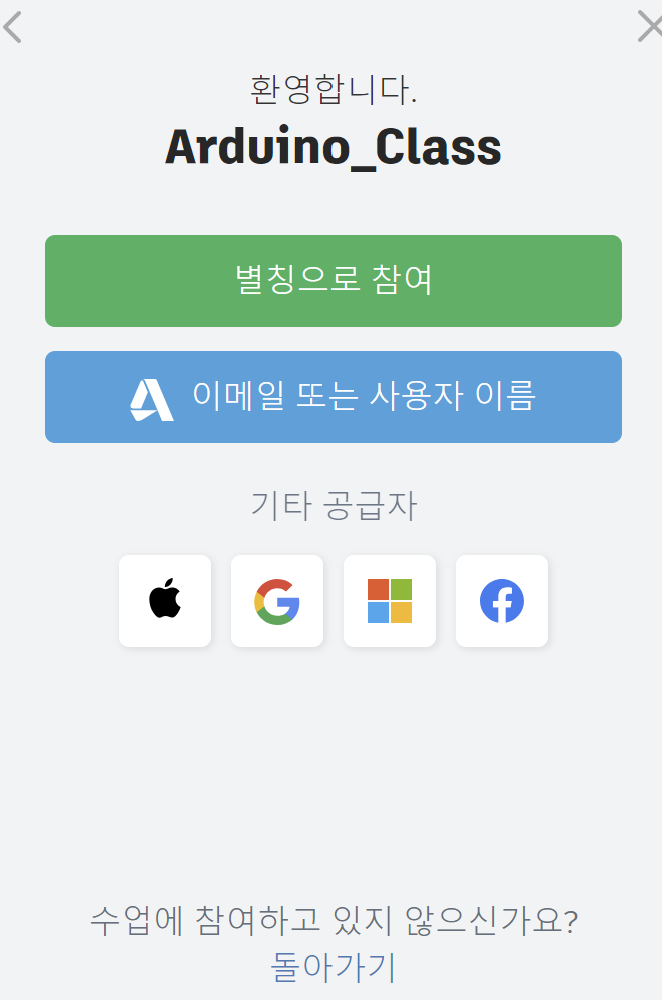 환영합니다.
Arduino_Class
별칭으로 참여
이메일 또는 사용자 이름
기타 공급자
수업에 참여하고 있지 않으신가요?
돌아가기